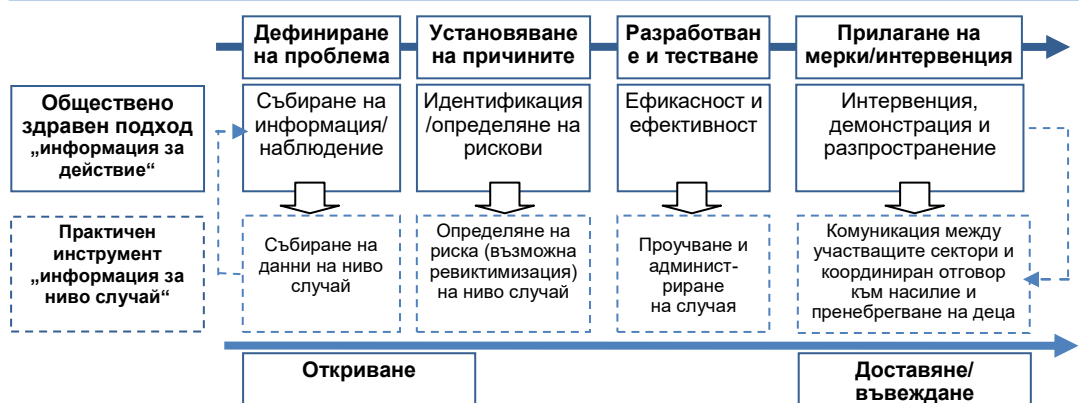 Дефиниране
на проблема
Установяване
на причините
Разработван
е и тестване
Прилагане на
мерки/интервенция
Обществено
здравен подход
„информация за
действие“
Събиране на
информация/
наблюдение
Идентификация
/определяне на
рискови
Ефикасност и
ефективност
Интервенция,
демонстрация и
разпространение
Практичен
инструмент
„информация за
ниво случай“
Събиране на
данни на ниво
случай
Определяне на
риска (възможна
ревиктимизация)
на ниво случай
Проучване и
админист-
риране
на случая
Комуникация между
участващите сектори и
координиран отговор
към насилие и
пренебрегване на деца
Откриване
Доставяне/
въвеждане